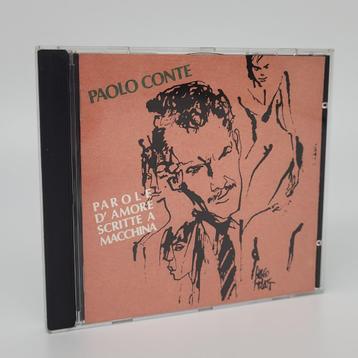 PAOLO CONTE
PAROLE
D'AMORE
SCRITTE A
MACCHINA